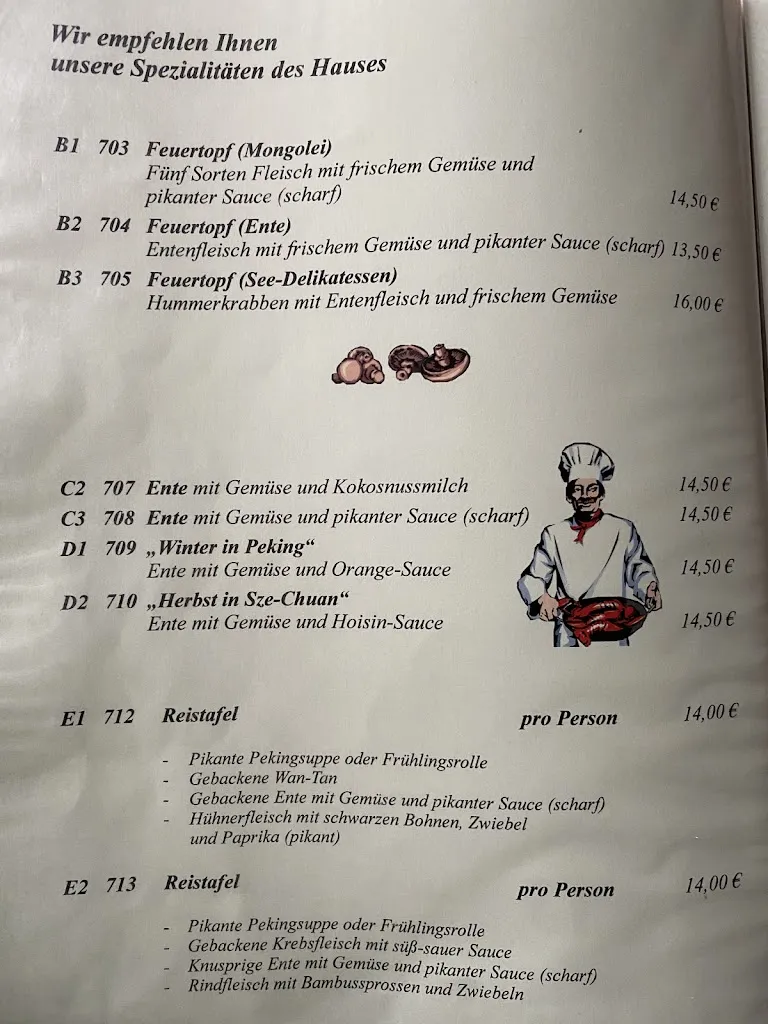 Wir empfehlen Ihnen
unsere Spezialitäten des Hauses
B1 703 Feuertopf (Mongolei)
Fünf Sorten Fleisch mit frischem Gemüse und
pikanter Sauce (scharf) 14,50 €
B2 704 Feuertopf (Ente)
Entenfleisch mit frischem Gemüse und pikanter Sauce (scharf) 13,50 €
B3 705 Feuertopf (See-Delikatessen)
Hummerkrabben mit Entenfleisch und frischem Gemüse 16,00 €
C2 707 Ente mit Gemüse und Kokosnussmilch 14,50 €
C3 708 Ente mit Gemüse und pikanter Sauce (scharf) 14,50 €
D1 709 „Winter in Peking“
Ente mit Gemüse und Orange-Sauce 14,50 €
D2 710 „Herbst in Sze-Chuan“
Ente mit Gemüse und Hoisin-Sauce 14,50 €
E1 712 Reistafel pro Person 14,00 €
- Pikante Pekingsuppe oder Frühlingsrolle
- Gebackene Wan-Tan
- Gebackene Ente mit Gemüse und pikanter Sauce (scharf)
- Hühnerfleisch mit schwarzen Bohnen, Zwiebel
und Paprika (pikant)
E2 713 Reistafel pro Person 14,00 €
- Pikante Pekingsuppe oder Frühlingsrolle
- Gebackene Krebsfleisch mit süß-sauer Sauce
- Knusprige Ente mit Gemüse und pikanter Sauce (scharf)
- Rindfleisch mit Bambussprossen und Zwiebeln